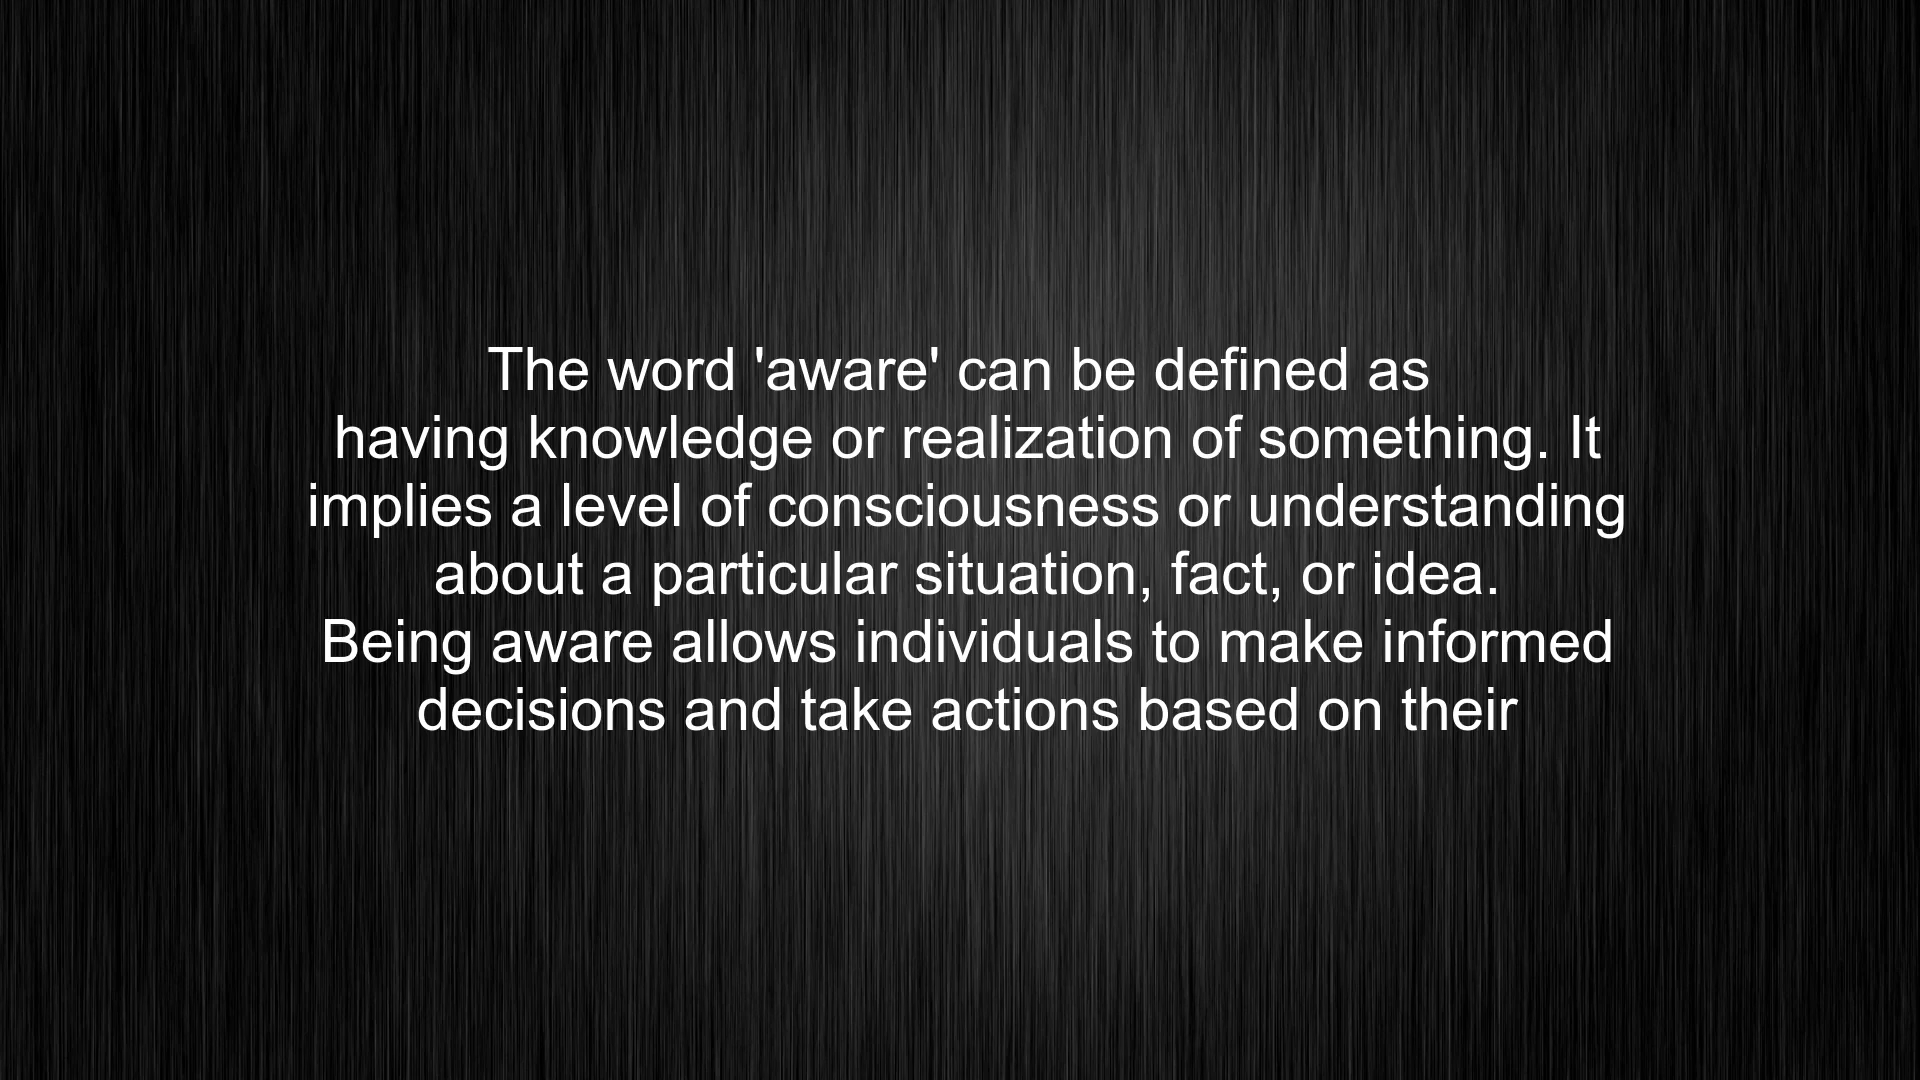 The word 'aware' can be defined as
having knowledge or realization of something. It
implies a level of consciousness or understanding
about a particular situation, fact, or idea.
Being aware allows individuals to make informed
decisions and take actions based on their